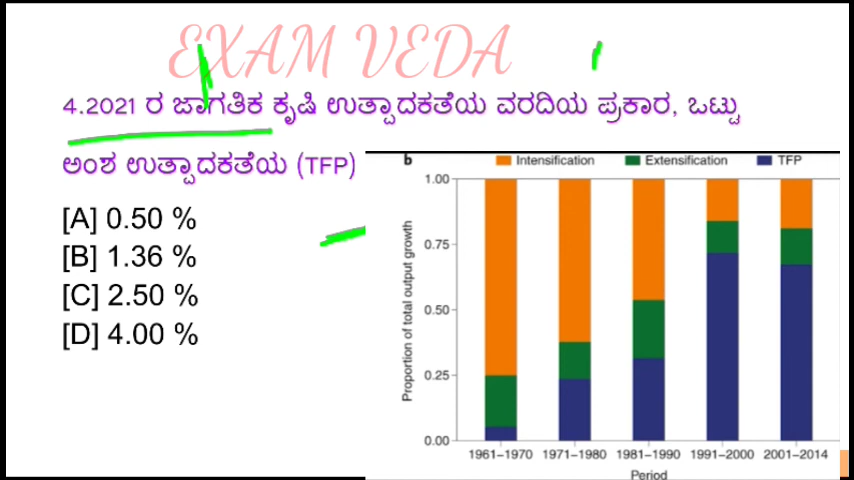 EXAM VEDA
4.2021 ರ ಜಾಗತಿಕ ಕೃಷಿ ಉತ್ಪಾದಕತೆಯ ವರದಿಯ ಪ್ರಕಾರ, ಒಟ್ಟು
ಅಂಶ ಉತ್ಪಾದಕತೆಯ (TFP)
[A] 0.50 %
[B] 1.36 %
[C] 2.50 %
[D] 4.00 %
b
Intensification Extensification TFP
Proportion of total output growth
1.00
0.75
0.50
0.25
0.00
1961–1970 1971–1980 1981–1990 1991–2000 2001–2014
Period